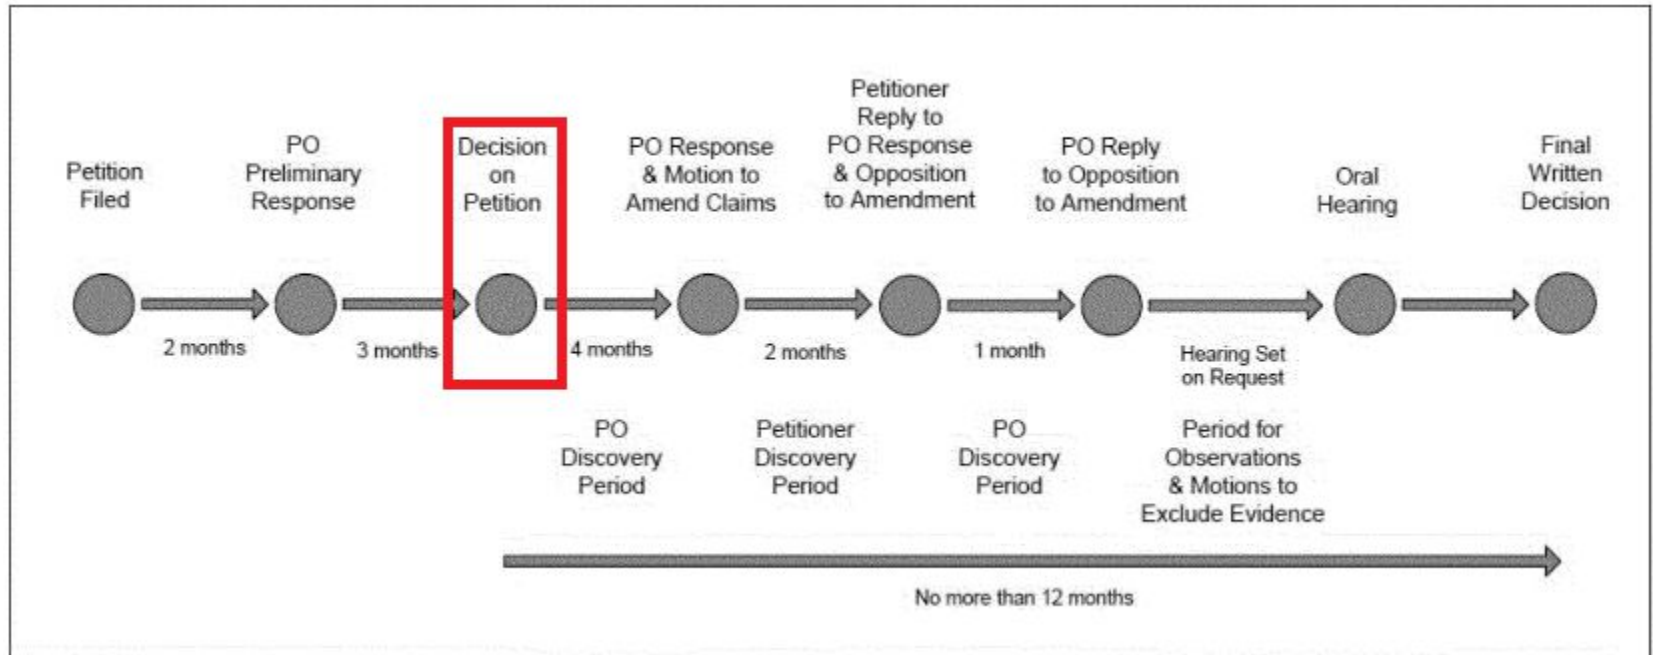 Petition
Filed
PO
Preliminary
Response
Decision
on
Petition
PO Response
& Motion to
Amend Claims
Petitioner
Reply to
PO Response
& Opposition
to Amendment
PO Reply
to Opposition
to Amendment
Oral
Hearing
Final
Written
Decision
2 months
3 months
4 months
2 months
1 month
Hearing Set
on Request
PO
Discovery
Period
Petitioner
Discovery
Period
PO
Discovery
Period
Period for
Observations
& Motions to
Exclude Evidence
No more than 12 months